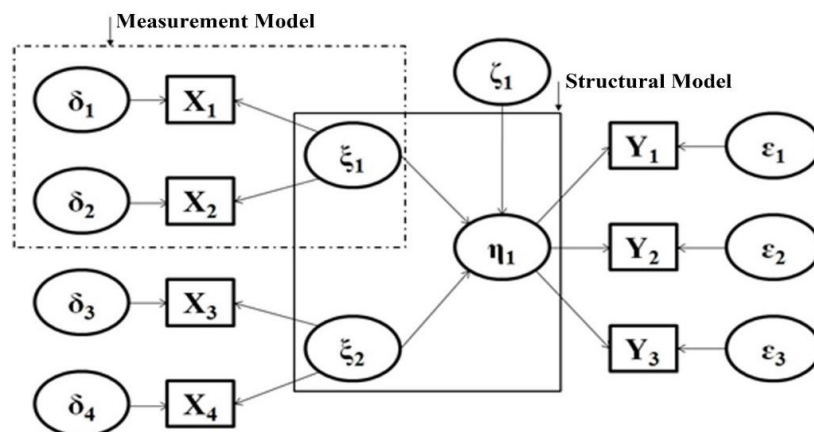 Measurement Model
ζ₁
Structural Model
δ₁ X₁
ξ₁
Y₁ ε₁
δ₂ X₂
η₁
Y₂ ε₂
δ₃ X₃
ξ₂
Y₃ ε₃
δ₄ X₄